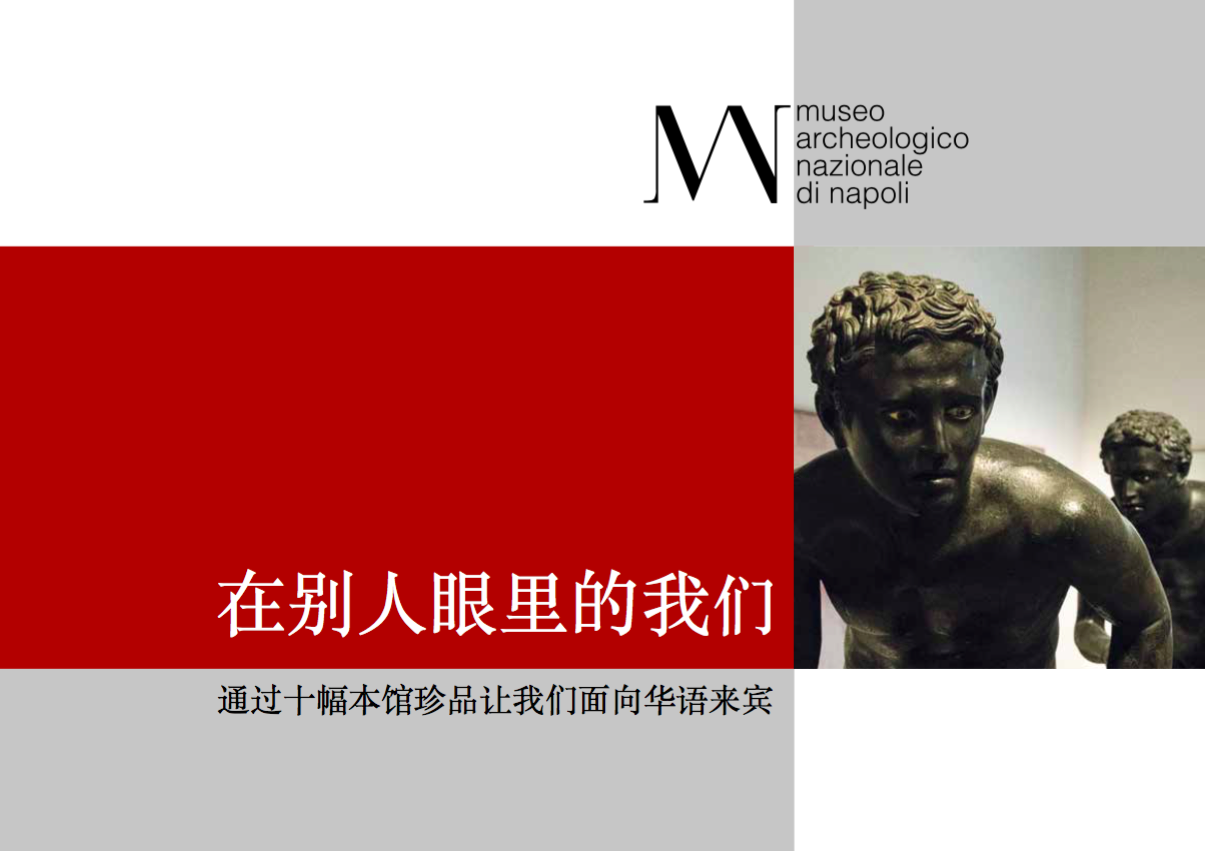 museo
archeologico
nazionale
di napoli
在别人眼里的我们
通过十幅本馆珍品让我们面向华语来宾